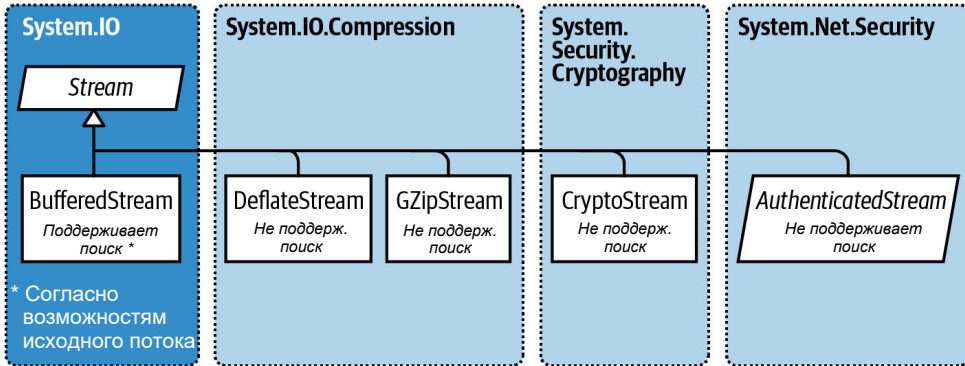 System.IO
Stream
BufferedStream
Поддерживает
поиск *
* Согласно
возможностям
исходного потока
System.IO.Compression
DeflateStream
Не поддерж.
поиск
GZipStream
Не поддерж.
поиск
System.
Security.
Cryptography
CryptoStream
Не поддерж.
поиск
System.Net.Security
AuthenticatedStream
Не поддерживает
поиск